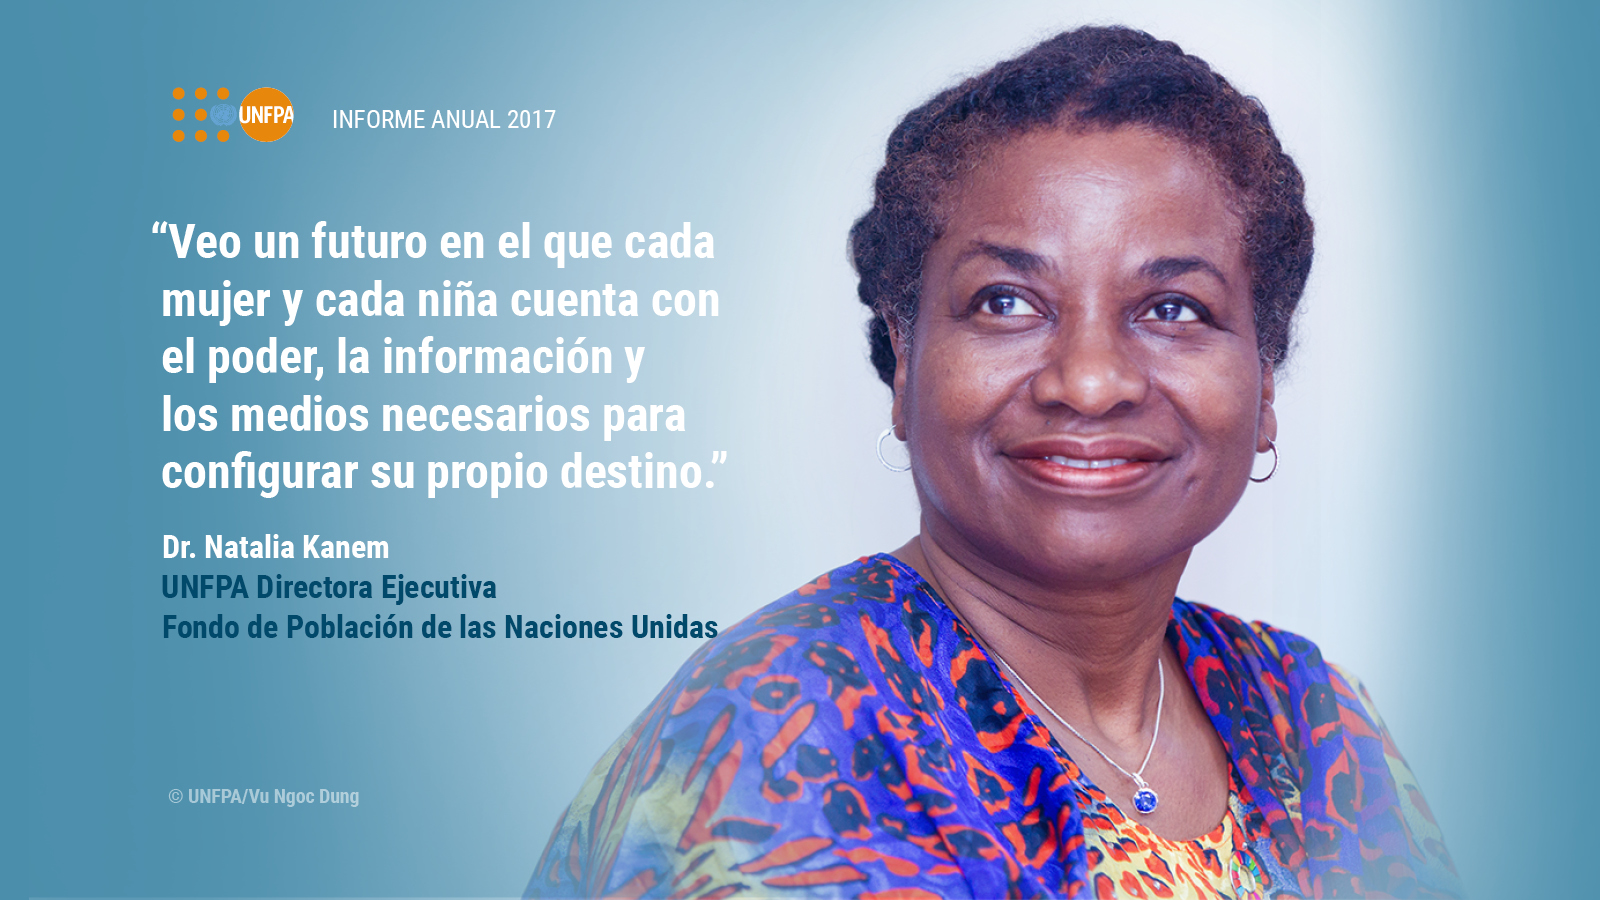 UNFPA
INFORME ANUAL 2017
“Veo un futuro en el que cada
mujer y cada niña cuenta con
el poder, la información y
los medios necesarios para
configurar su propio destino.”
Dr. Natalia Kanem
UNFPA Directora Ejecutiva
Fondo de Población de las Naciones Unidas
© UNFPA/Vu Ngoc Dung